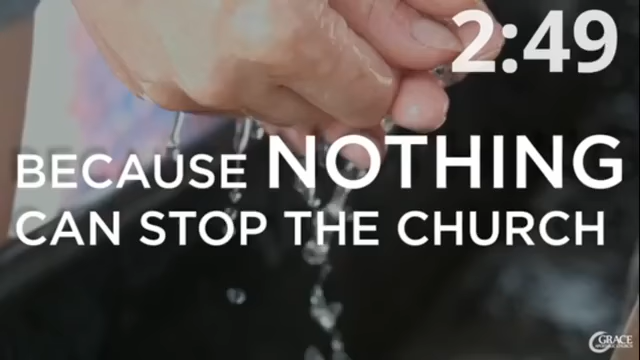 2:49
BECAUSE NOTHING
CAN STOP THE CHURCH
GRACE